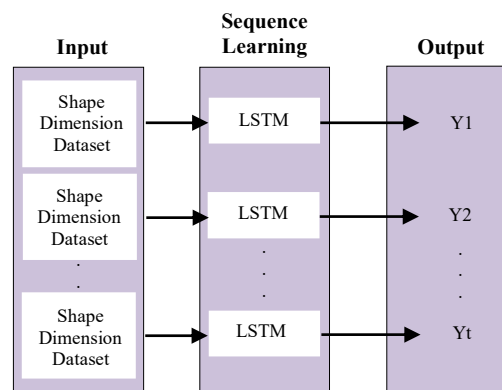 Input
Sequence
Learning
Output
Shape
Dimension
Dataset
LSTM
Y1
Shape
Dimension
Dataset
LSTM
Y2
. . .
. . .
. . .
Shape
Dimension
Dataset
LSTM
Yt